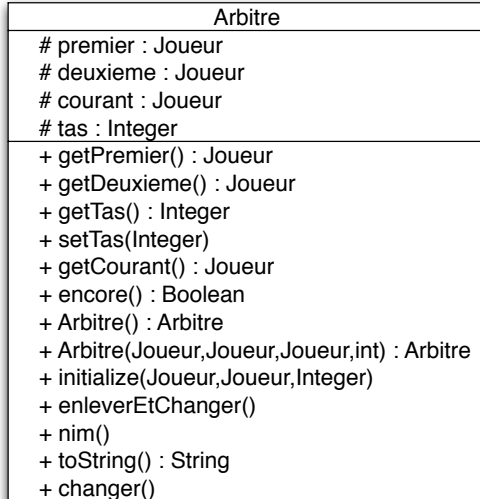 Arbitre
# premier : Joueur
# deuxieme : Joueur
# courant : Joueur
# tas : Integer
+ getPremier() : Joueur
+ getDeuxieme() : Joueur
+ getTas() : Integer
+ setTas(Integer)
+ getCourant() : Joueur
+ encore() : Boolean
+ Arbitre() : Arbitre
+ Arbitre(Joueur,Joueur,Joueur,int) : Arbitre
+ initialize(Joueur,Joueur,Integer)
+ enleverEtChanger()
+ nim()
+ toString() : String
+ changer()